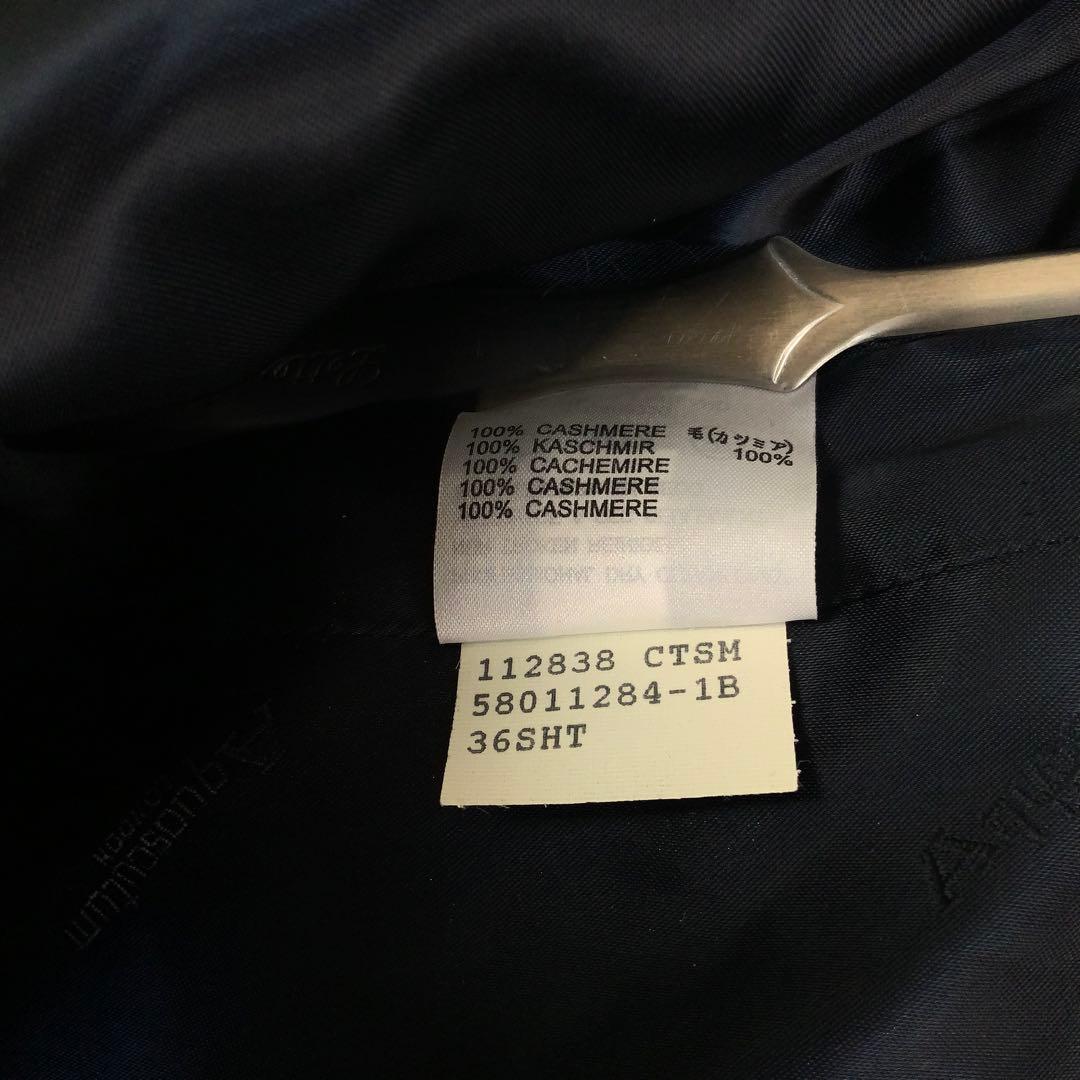 100% CASHMERE 毛(カシミア)
100% KASCHMIR 100%
100% CACHEMIRE
100% CASHMERE
100% CASHMERE
112838 CTSM
58011284-1B
36SHT
Aquascutum